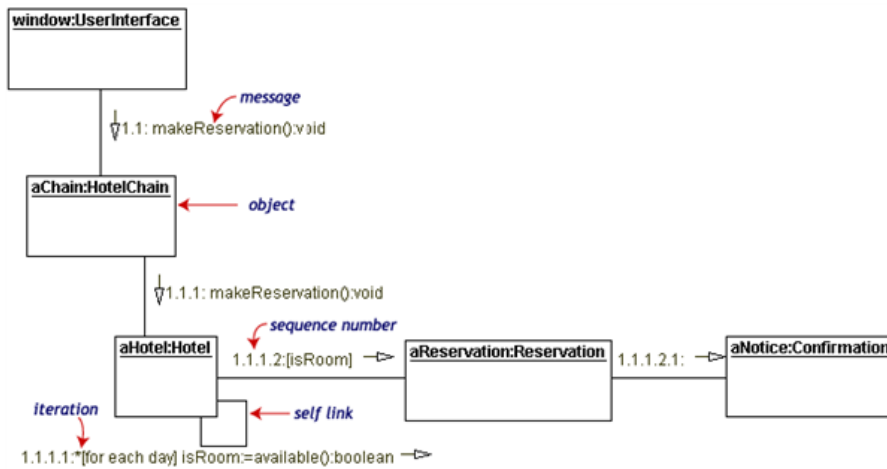 window:UserInterface
message
1.1: makeReservation():void
aChain:HotelChain
object
1.1.1: makeReservation():void
sequence number
aHotel:Hotel
1.1.1.2:[isRoom]
aReservation:Reservation
1.1.1.2.1:
aNotice:Confirmation
iteration
self link
1.1.1.1:*[for each day] isRoom:=available():boolean